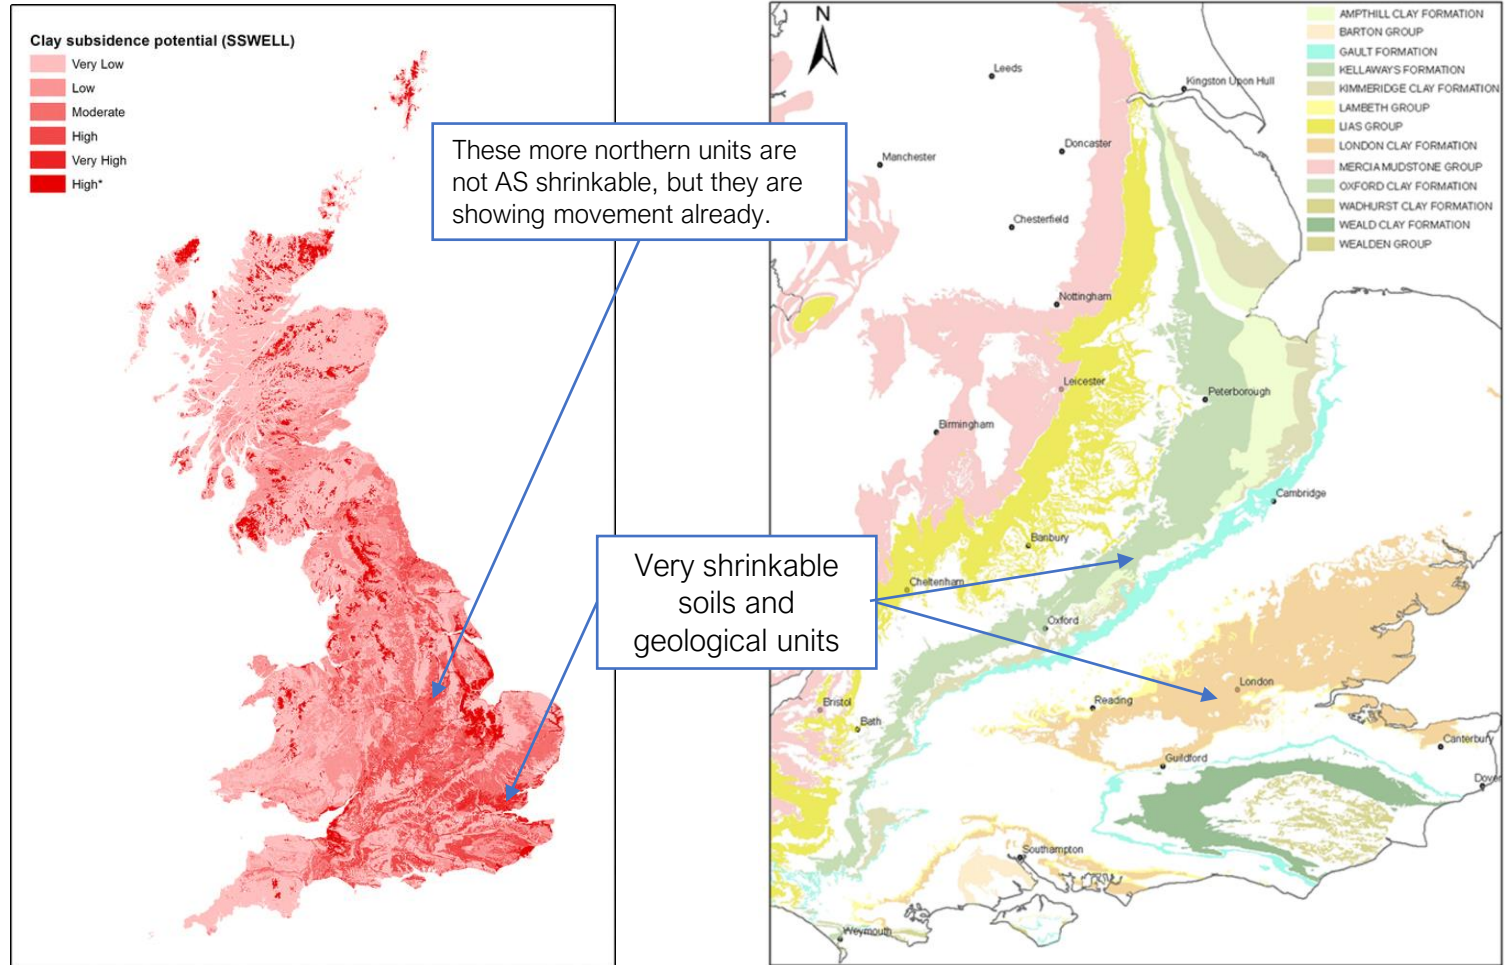 Clay subsidence potential (SSWELL)
Very Low
Low
Moderate
High
Very High
High*
These more northern units are
not AS shrinkable, but they are
showing movement already.
Very shrinkable
soils and
geological units
N
AMPTHILL CLAY FORMATION
BARTON GROUP
GAULT FORMATION
KELLAWAYS FORMATION
KIMMERIDGE CLAY FORMATION
LAMBETH GROUP
LIAS GROUP
LONDON CLAY FORMATION
MERCIA MUDSTONE GROUP
OXFORD CLAY FORMATION
WADHURST CLAY FORMATION
WEALD CLAY FORMATION
WEALDEN GROUP
Leeds
Kingston Upon Hull
Manchester
Doncaster
Chesterfield
Nottingham
Leicester
Peterborough
Birmingham
Cambridge
Banbury
Cheltenham
Oxford
London
Bristol
Reading
Bath
Canterbury
Guildford
Dover
Southampton
Weymouth